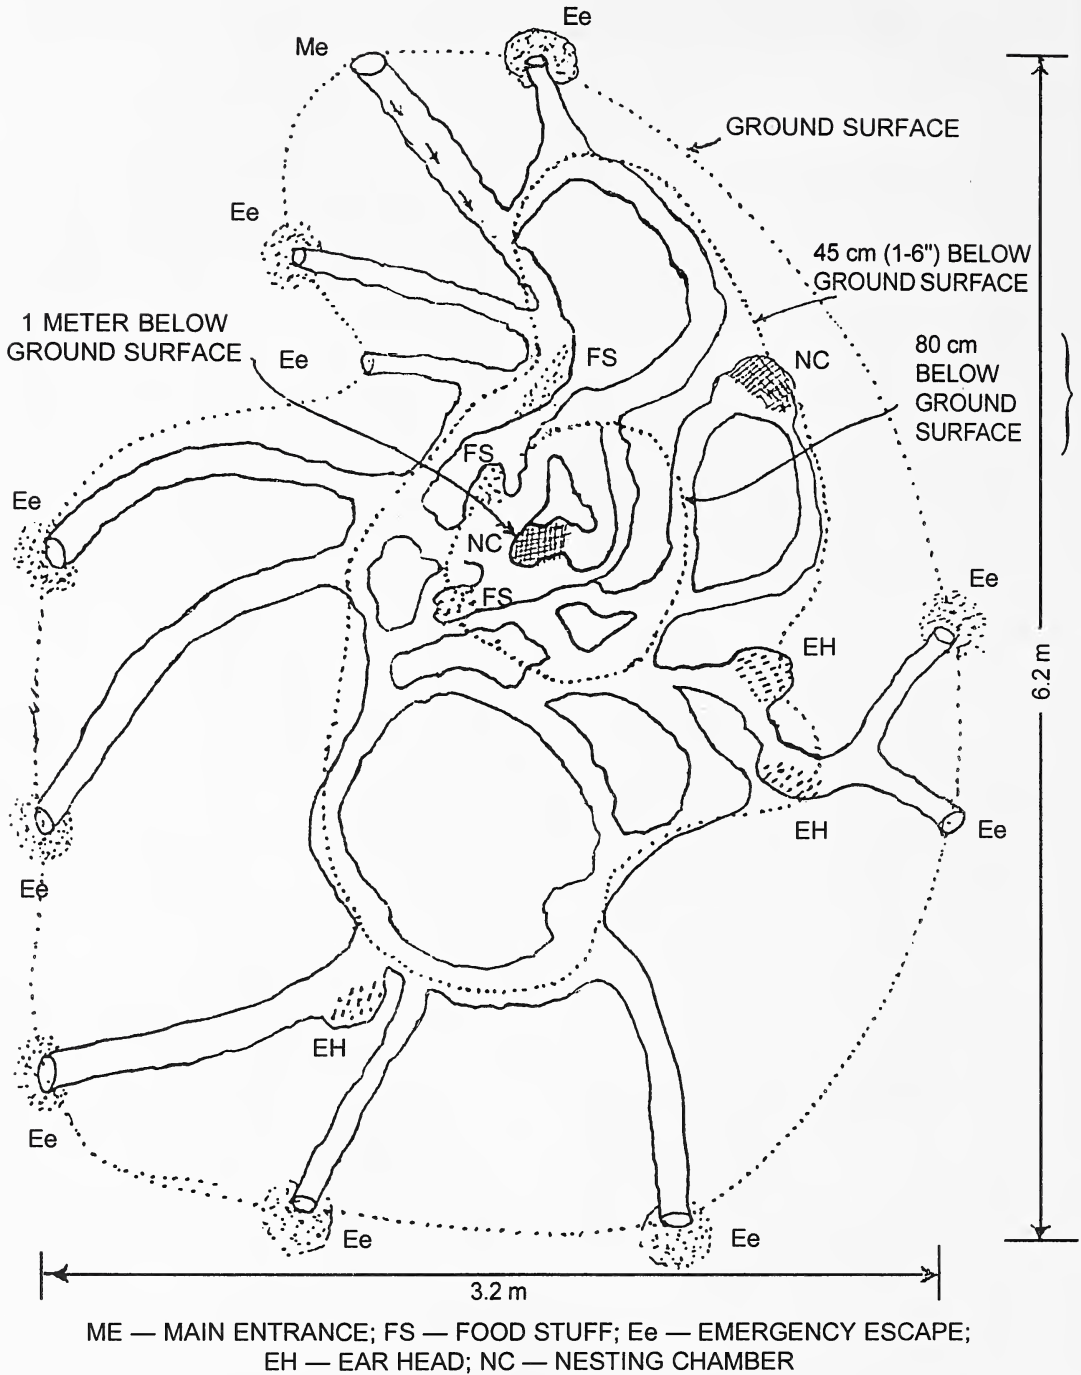 Ee
Me
GROUND SURFACE
Ee
45 cm (1-6") BELOW
GROUND SURFACE
1 METER BELOW
GROUND SURFACE
Ee
FS
NC
80 cm
BELOW
GROUND
SURFACE
FS
Ee
NC
Ee
FS
EH
6.2 m
EH
Ee
Ee
EH
Ee
Ee
Ee
3.2 m
ME — MAIN ENTRANCE; FS — FOOD STUFF; Ee — EMERGENCY ESCAPE;
EH — EAR HEAD; NC — NESTING CHAMBER